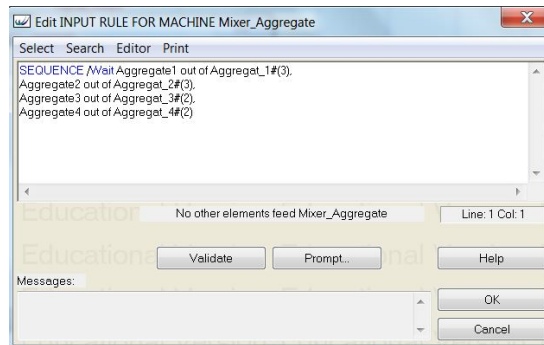 Edit INPUT RULE FOR MACHINE Mixer_Aggregate
X
Select Search Editor Print
SEQUENCE /Wait Aggregate1 out of Aggregat_1#(3),
Aggregate2 out of Aggregat_2#(3),
Aggregate3 out of Aggregat_3#(2),
Aggregate4 out of Aggregat_4#(2)
No other elements feed Mixer_Aggregate
Line: 1 Col: 1
Validate
Prompt...
Help
Messages:
OK
Cancel